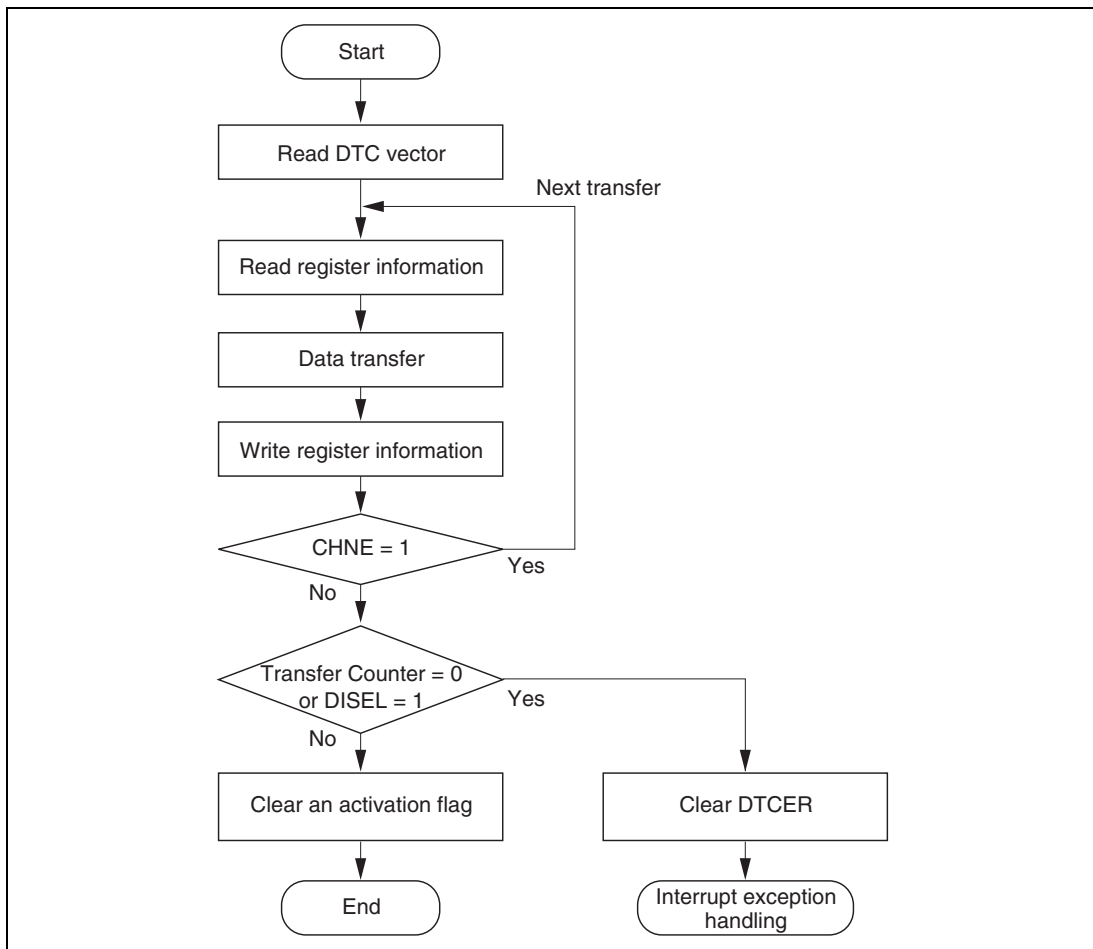 Start
Read DTC vector
Next transfer
Read register information
Data transfer
Write register information
CHNE = 1
Yes
No
Transfer Counter = 0
or DISEL = 1
Yes
No
Clear an activation flag
Clear DTCER
End
Interrupt exception
handling